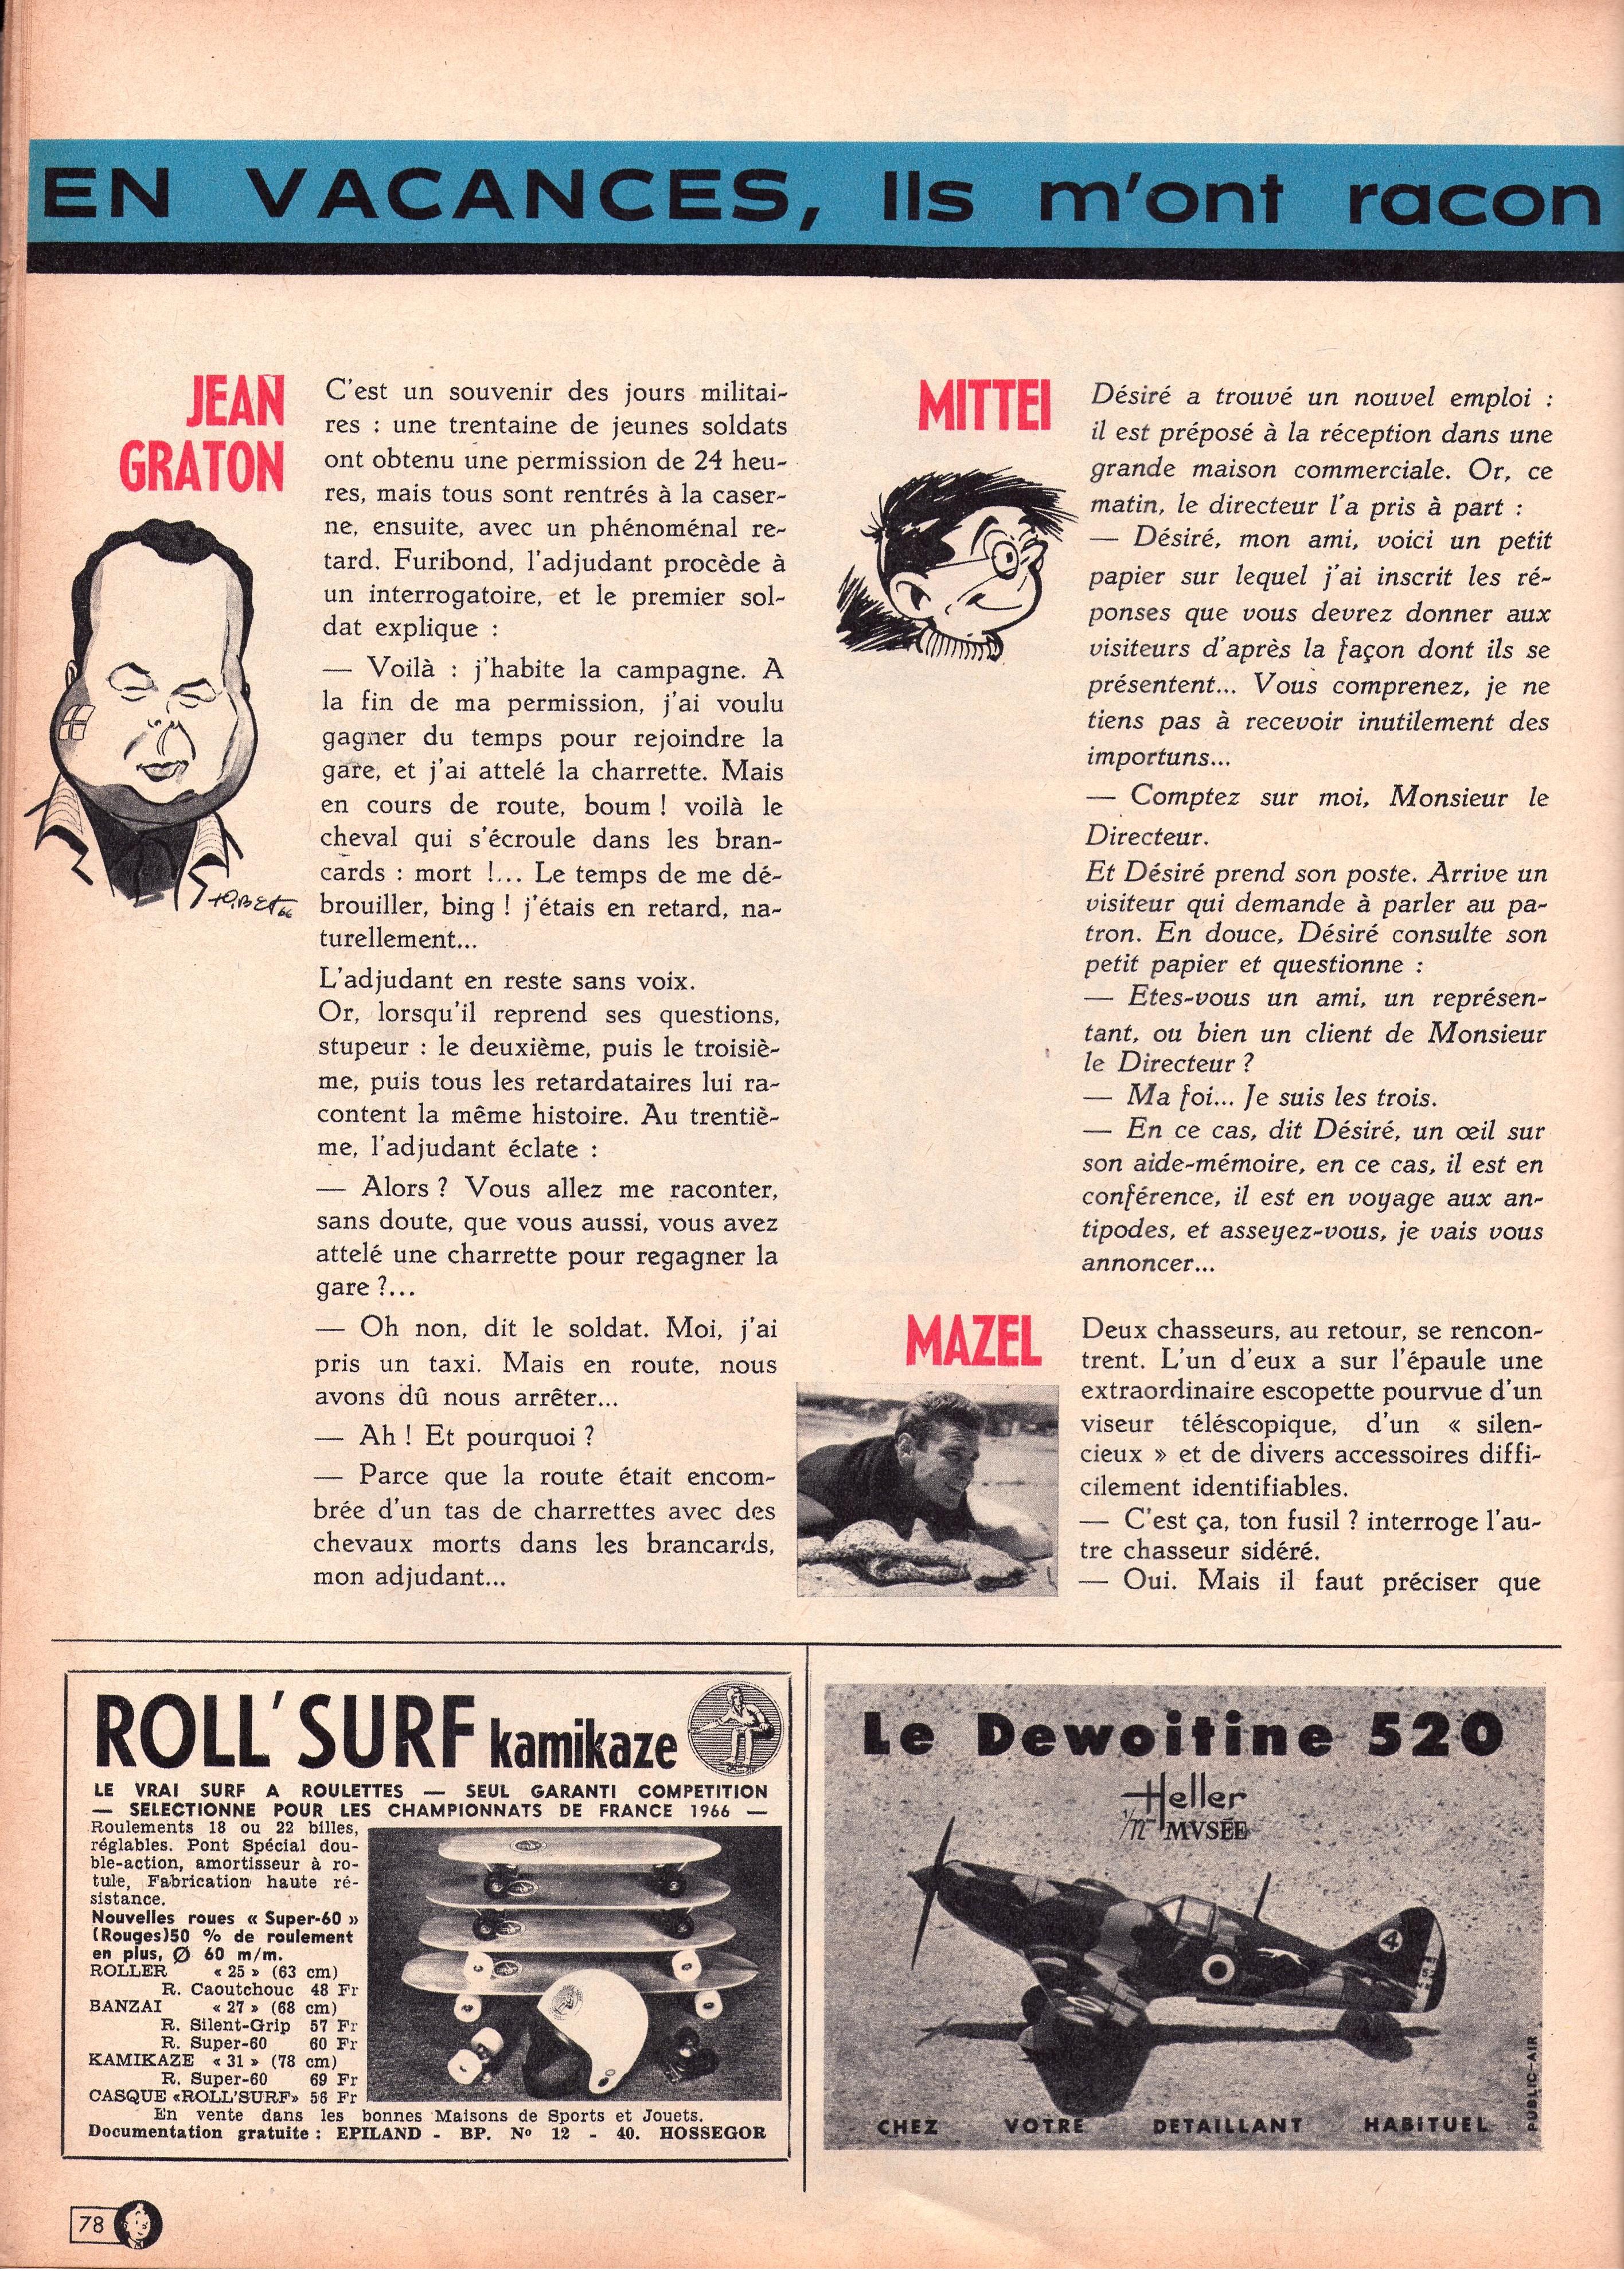 EN VACANCES, Ils m'ont racon
JEAN
GRATON
C'est un souvenir des jours militai-
res : une trentaine de jeunes soldats
ont obtenu une permission de 24 heu-
res, mais tous sont rentrés à la caser-
ne, ensuite, avec un phénoménal re-
tard. Furibond, l'adjudant procède à
un interrogatoire, et le premier sol-
dat explique :
— Voilà : j'habite la campagne. A
la fin de ma permission, j'ai voulu
gagner du temps pour rejoindre la
gare, et j'ai attelé la charrette. Mais
en cours de route, boum ! voilà le
cheval qui s'écroule dans les bran-
cards : mort !... Le temps de me dé-
brouiller, bing ! j'étais en retard, na-
turellement...
L'adjudant en reste sans voix.
Or, lorsqu'il reprend ses questions,
stupeur : le deuxième, puis le troisiè-
me, puis tous les retardataires lui ra-
content la même histoire. Au trentiè-
me, l'adjudant éclate :
— Alors ? Vous allez me raconter,
sans doute, que vous aussi, vous avez
attelé une charrette pour regagner la
gare ?...
— Oh non, dit le soldat. Moi, j'ai
pris un taxi. Mais en route, nous
avons dû nous arrêter...
— Ah ! Et pourquoi ?
— Parce que la route était encom-
brée d'un tas de charrettes avec des
chevaux morts dans les brancards,
mon adjudant...
MITTEI
Désiré a trouvé un nouvel emploi :
il est préposé à la réception dans une
grande maison commerciale. Or, ce
matin, le directeur l'a pris à part :
— Désiré, mon ami, voici un petit
papier sur lequel j'ai inscrit les ré-
ponses que vous devrez donner aux
visiteurs d'après la façon dont ils se
présentent... Vous comprenez, je ne
tiens pas à recevoir inutilement des
importuns...
— Comptez sur moi, Monsieur le
Directeur.
Et Désiré prend son poste. Arrive un
visiteur qui demande à parler au pa-
tron. En douce, Désiré consulte son
petit papier et questionne :
— Etes-vous un ami, un représen-
tant, ou bien un client de Monsieur
le Directeur ?
— Ma foi... Je suis les trois.
— En ce cas, dit Désiré, un œil sur
son aide-mémoire, en ce cas, il est en
conférence, il est en voyage aux an-
tipodes, et asseyez-vous, je vais vous
annoncer...
MAZEL
Deux chasseurs, au retour, se rencon-
trent. L'un d'eux a sur l'épaule une
extraordinaire escopette pourvue d'un
viseur téléscopique, d'un « silen-
cieux » et de divers accessoires diffi-
cilement identifiables.
— C'est ça, ton fusil ? interroge l'au-
tre chasseur sidéré.
— Oui. Mais il faut préciser que
ROLL'SURF kamikaze
LE VRAI SURF A ROULETTES — SEUL GARANTI COMPETITION
— SELECTIONNE POUR LES CHAMPIONNATS DE FRANCE 1966 —
Roulements 18 ou 22 billes,
réglables. Pont Spécial dou-
ble-action, amortisseur à ro-
tule, Fabrication haute ré-
sistance.
Nouvelles roues « Super-60 »
(Rouges)50 % de roulement
en plus, Ø 60 m/m.
ROLLER « 25 » (63 cm)
R. Caoutchouc 48 Fr
BANZAI « 27 » (68 cm)
R. Silent-Grip 57 Fr
R. Super-60 60 Fr
KAMIKAZE « 31 » (78 cm)
R. Super-60 69 Fr
CASQUE «ROLL'SURF» 56 Fr
En vente dans les bonnes Maisons de Sports et Jouets.
Documentation gratuite : EPILAND - BP. No 12 - 40. HOSSEGOR
Le Dewoitine 520
Heller
1/72 MVSÉE
4
CHEZ VOTRE DETAILLANT HABITUEL
PUBLIC-AIR
78